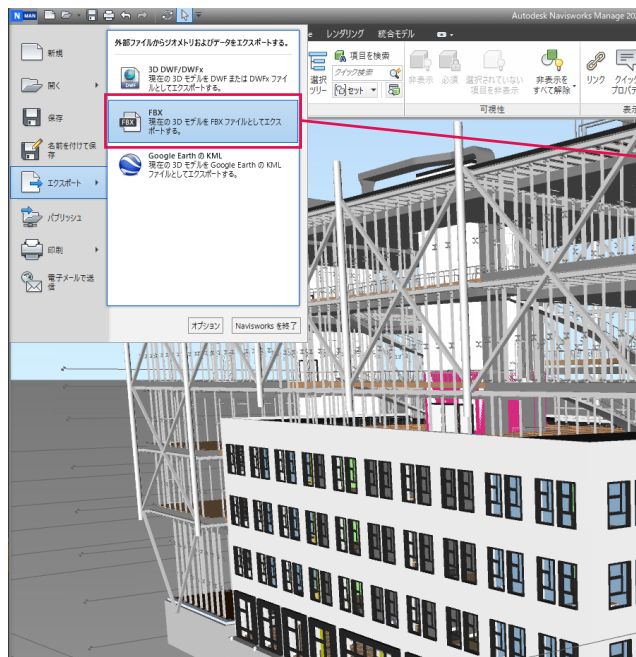 N MAN
Autodesk Navisworks Manage 20
レンダリング 統合モデル
外部ファイルからジオメトリおよびデータをエクスポートする。
新規
開く
保存
名前を付けて保
存
エクスポート
パブリッシュ
印刷
電子メールで送
信
DWF
3D DWF/DWFx
現在の 3D モデルを DWF または DWFx ファイ
ルとしてエクスポートする。
FBX
FBX
現在の 3D モデルを FBX ファイルとしてエクス
ポートする。
Google Earth の KML
現在の 3D モデルを Google Earth の KML
ファイルとしてエクスポートする。
オプション
Navisworks を終了
選択
ツリー
項目を検索
クイック検索
セット
非表示
必須
選択されていない
項目を非表示
非表示を
すべて解除
可視性
リンク
クイッ
プロパテ
表示